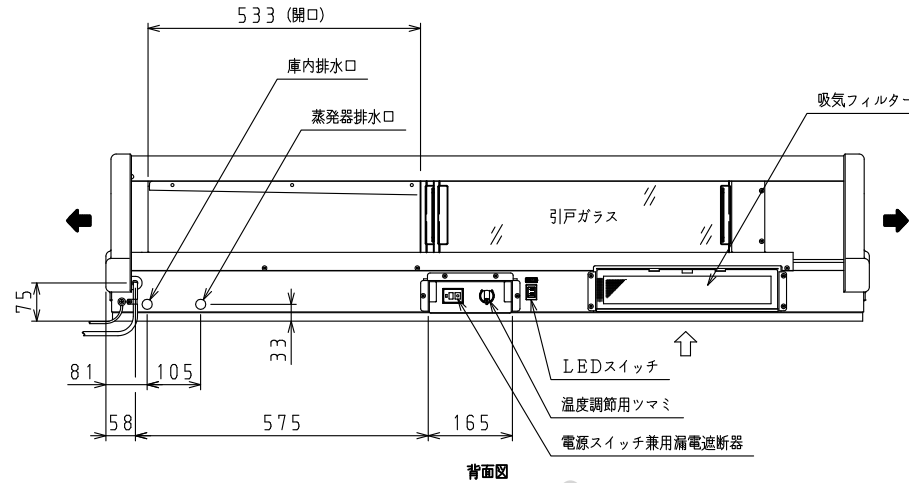 533 (開口)
庫内排水口
蒸発器排水口
吸気フィルター
引戸ガラス
75
33
81
105
LEDスイッチ
温度調節用ツマミ
58
575
165
電源スイッチ兼用漏電遮断器
背面図